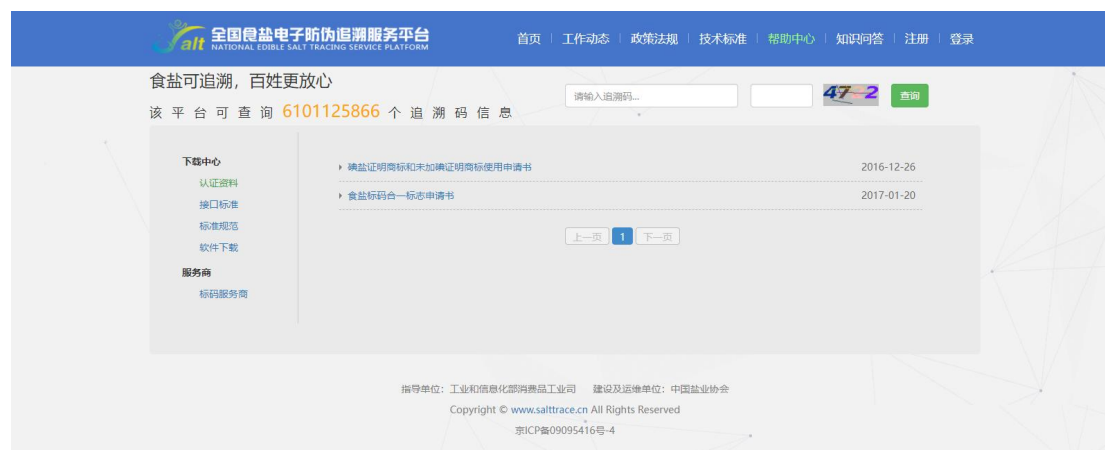 Salt 全国食盐电子防伪追溯服务平台
NATIONAL EDIBLE SALT TRACING SERVICE PLATFORM
首页 工作动态 政策法规 技术标准 帮助中心 知识问答 注册 登录
食盐可追溯，百姓更放心
该平台可查询6101125866个追溯码信息
请输入追溯码... 47-2 查询
下载中心
认证资料
接口标准
标准规范
软件下载
服务商
标码服务商
碘盐证明商标和未加碘证明商标使用申请书 2016-12-26
食盐标码合一标志申请书 2017-01-20
上一页 1 下一页
指导单位：工业和信息化部消费品工业司 建设及运维单位：中国盐业协会
Copyright © www.salttrace.cn All Rights Reserved
京ICP备09095416号-4